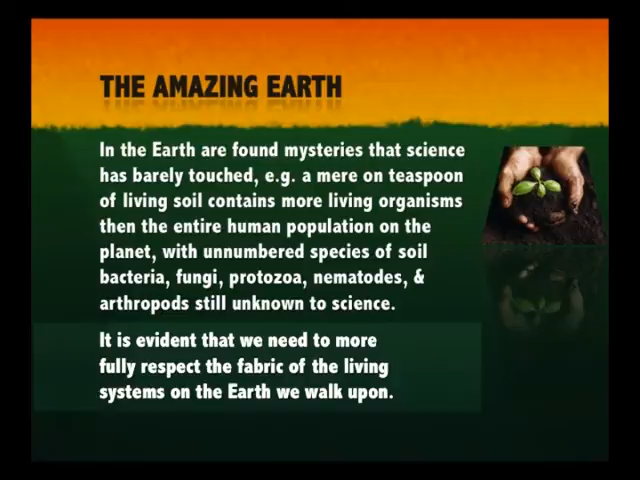 THE AMAZING EARTH
In the Earth are found mysteries that science
has barely touched, e.g. a mere on teaspoon
of living soil contains more living organisms
then the entire human population on the
planet, with unnumbered species of soil
bacteria, fungi, protozoa, nematodes, &
arthropods still unknown to science.
It is evident that we need to more
fully respect the fabric of the living
systems on the Earth we walk upon.